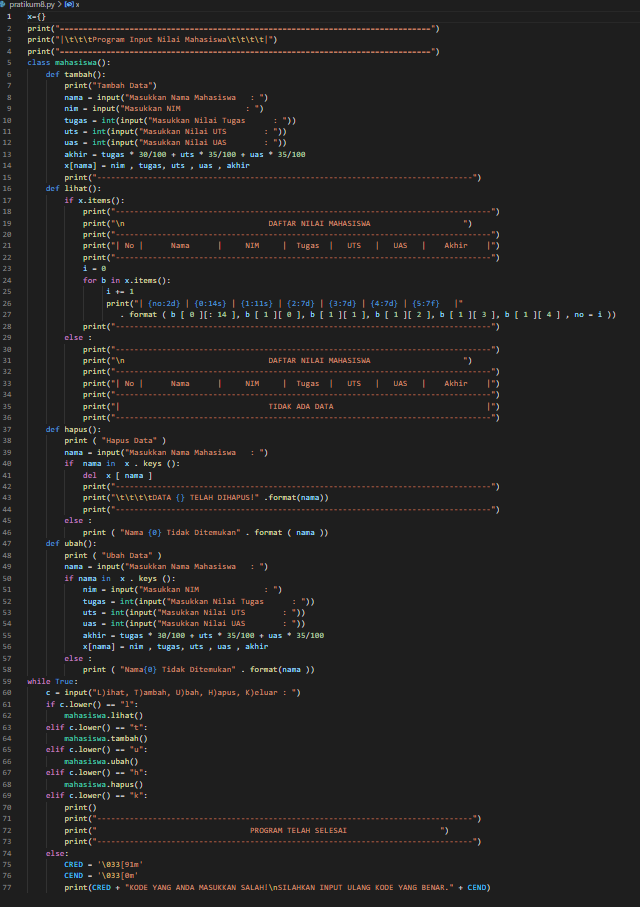 pratikum8.py > [ø] x
1 x={}
2 print("================================================================================")
3 print("|\t\t\tProgram Input Nilai Mahasiswa\t\t\t\t|")
4 print("================================================================================")
5 class mahasiswa():
6     def tambah():
7         print("Tambah Data")
8         nama = input("Masukkan Nama Mahasiswa   : ")
9         nim = input("Masukkan NIM              : ")
10         tugas = int(input("Masukkan Nilai Tugas      : "))
11         uts = int(input("Masukkan Nilai UTS        : "))
12         uas = int(input("Masukkan Nilai UAS        : "))
13         akhir = tugas * 30/100 + uts * 35/100 + uas * 35/100
14         x[nama] = nim , tugas, uts , uas , akhir
15         print("---------------------------------------------------------------------------------")
16     def lihat():
17         if x.items():
18             print("---------------------------------------------------------------------------------")
19             print("\n                               DAFTAR NILAI MAHASISWA                    ")
20             print("---------------------------------------------------------------------------------")
21             print("| No |      Nama      |     NIM     |  Tugas  |   UTS   |   UAS   |    Akhir    |")
22             print("---------------------------------------------------------------------------------")
23             i = 0
24             for b in x.items():
25                 i += 1
26                 print("| {no:2d} | {0:14s} | {1:11s} | {2:7d} | {3:7d} | {4:7d} | {5:7f}   |"
27                    . format ( b [ 0 ][: 14 ], b [ 1 ][ 0 ], b [ 1 ][ 1 ], b [ 1 ][ 2 ], b [ 1 ][ 3 ], b [ 1 ][ 4 ] , no = i ))
28             print("---------------------------------------------------------------------------------")
29         else :
30             print("---------------------------------------------------------------------------------")
31             print("\n                               DAFTAR NILAI MAHASISWA                    ")
32             print("---------------------------------------------------------------------------------")
33             print("| No |      Nama      |     NIM     |  Tugas  |   UTS   |   UAS   |    Akhir    |")
34             print("---------------------------------------------------------------------------------")
35             print("|                                TIDAK ADA DATA                                 |")
36             print("---------------------------------------------------------------------------------")
37     def hapus():
38         print ( "Hapus Data" )
39         nama = input("Masukkan Nama Mahasiswa   : ")
40         if  nama in  x . keys ():
41             del  x [ nama ]
42             print("---------------------------------------------------------------------------------")
43             print("\t\t\t\tDATA {} TELAH DIHAPUS!" .format(nama))
44             print("---------------------------------------------------------------------------------")
45         else :
46             print ( "Nama {0} Tidak Ditemukan" . format ( nama ))
47     def ubah():
48         print ( "Ubah Data" )
49         nama = input("Masukkan Nama Mahasiswa   : ")
50         if nama in  x . keys ():
51             nim = input("Masukkan NIM              : ")
52             tugas = int(input("Masukkan Nilai Tugas      : "))
53             uts = int(input("Masukkan Nilai UTS        : "))
54             uas = int(input("Masukkan Nilai UAS        : "))
55             akhir = tugas * 30/100 + uts * 35/100 + uas * 35/100
56             x[nama] = nim , tugas, uts , uas , akhir
57         else :
58             print ( "Nama{0} Tidak Ditemukan" . format(nama ))
59 while True:
60     c = input("L)ihat, T)ambah, U)bah, H)apus, K)eluar : ")
61     if c.lower() == "l":
62         mahasiswa.lihat()
63     elif c.lower() == "t":
64         mahasiswa.tambah()
65     elif c.lower() == "u":
66         mahasiswa.ubah()
67     elif c.lower() == "h":
68         mahasiswa.hapus()
69     elif c.lower() == "k":
70         print()
71         print("---------------------------------------------------------------------------------")
72         print("                                 PROGRAM TELAH SELESAI                    ")
73         print("---------------------------------------------------------------------------------")
74     else:
75         CRED = '\033[91m'
76         CEND = '\033[0m'
77         print(CRED + "KODE YANG ANDA MASUKKAN SALAH!\nSILAHKAN INPUT ULANG KODE YANG BENAR." + CEND)